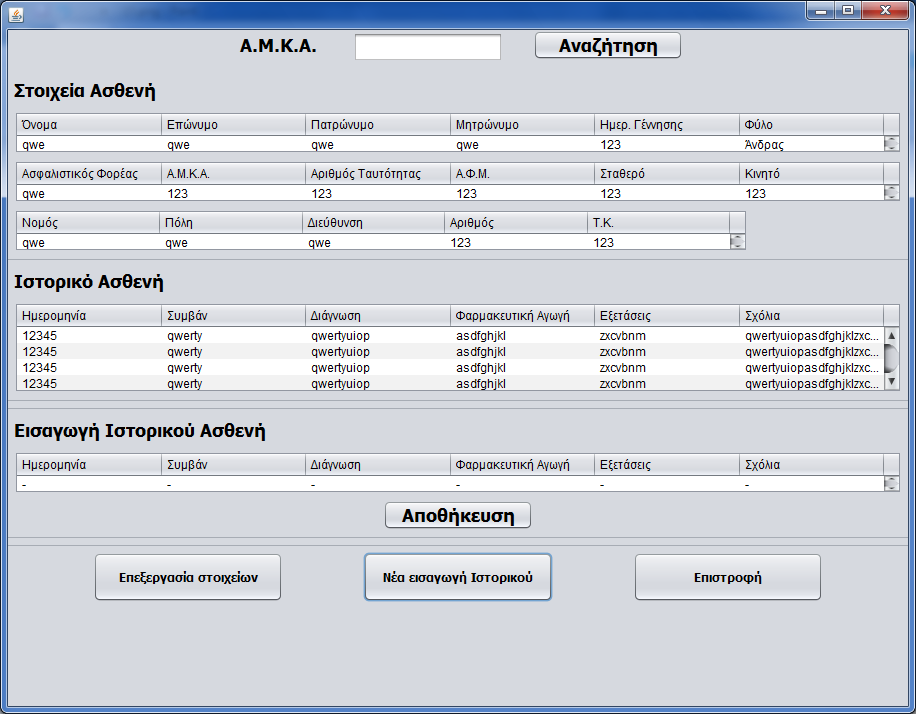 Α.Μ.Κ.Α. Αναζήτηση
Στοιχεία Ασθενή
Όνομα Επώνυμο Πατρώνυμο Μητρώνυμο Ημερ. Γέννησης Φύλο
qwe qwe qwe qwe 123 Άνδρας
Ασφαλιστικός Φορέας Α.Μ.Κ.Α. Αριθμός Ταυτότητας Α.Φ.Μ. Σταθερό Κινητό
qwe 123 123 123 123 123
Νομός Πόλη Διεύθυνση Αριθμός Τ.Κ.
qwe qwe qwe 123 123
Ιστορικό Ασθενή
Ημερομηνία Συμβάν Διάγνωση Φαρμακευτική Αγωγή Εξετάσεις Σχόλια
12345 qwerty qwertyuiop asdfghjkl zxcvbnm qwertyuiopasdfghjklzxc...
12345 qwerty qwertyuiop asdfghjkl zxcvbnm qwertyuiopasdfghjklzxc...
12345 qwerty qwertyuiop asdfghjkl zxcvbnm qwertyuiopasdfghjklzxc...
12345 qwerty qwertyuiop asdfghjkl zxcvbnm qwertyuiopasdfghjklzxc...
Εισαγωγή Ιστορικού Ασθενή
Ημερομηνία Συμβάν Διάγνωση Φαρμακευτική Αγωγή Εξετάσεις Σχόλια
- - - - - -
Αποθήκευση
Επεξεργασία στοιχείων Νέα εισαγωγή Ιστορικού Επιστροφή